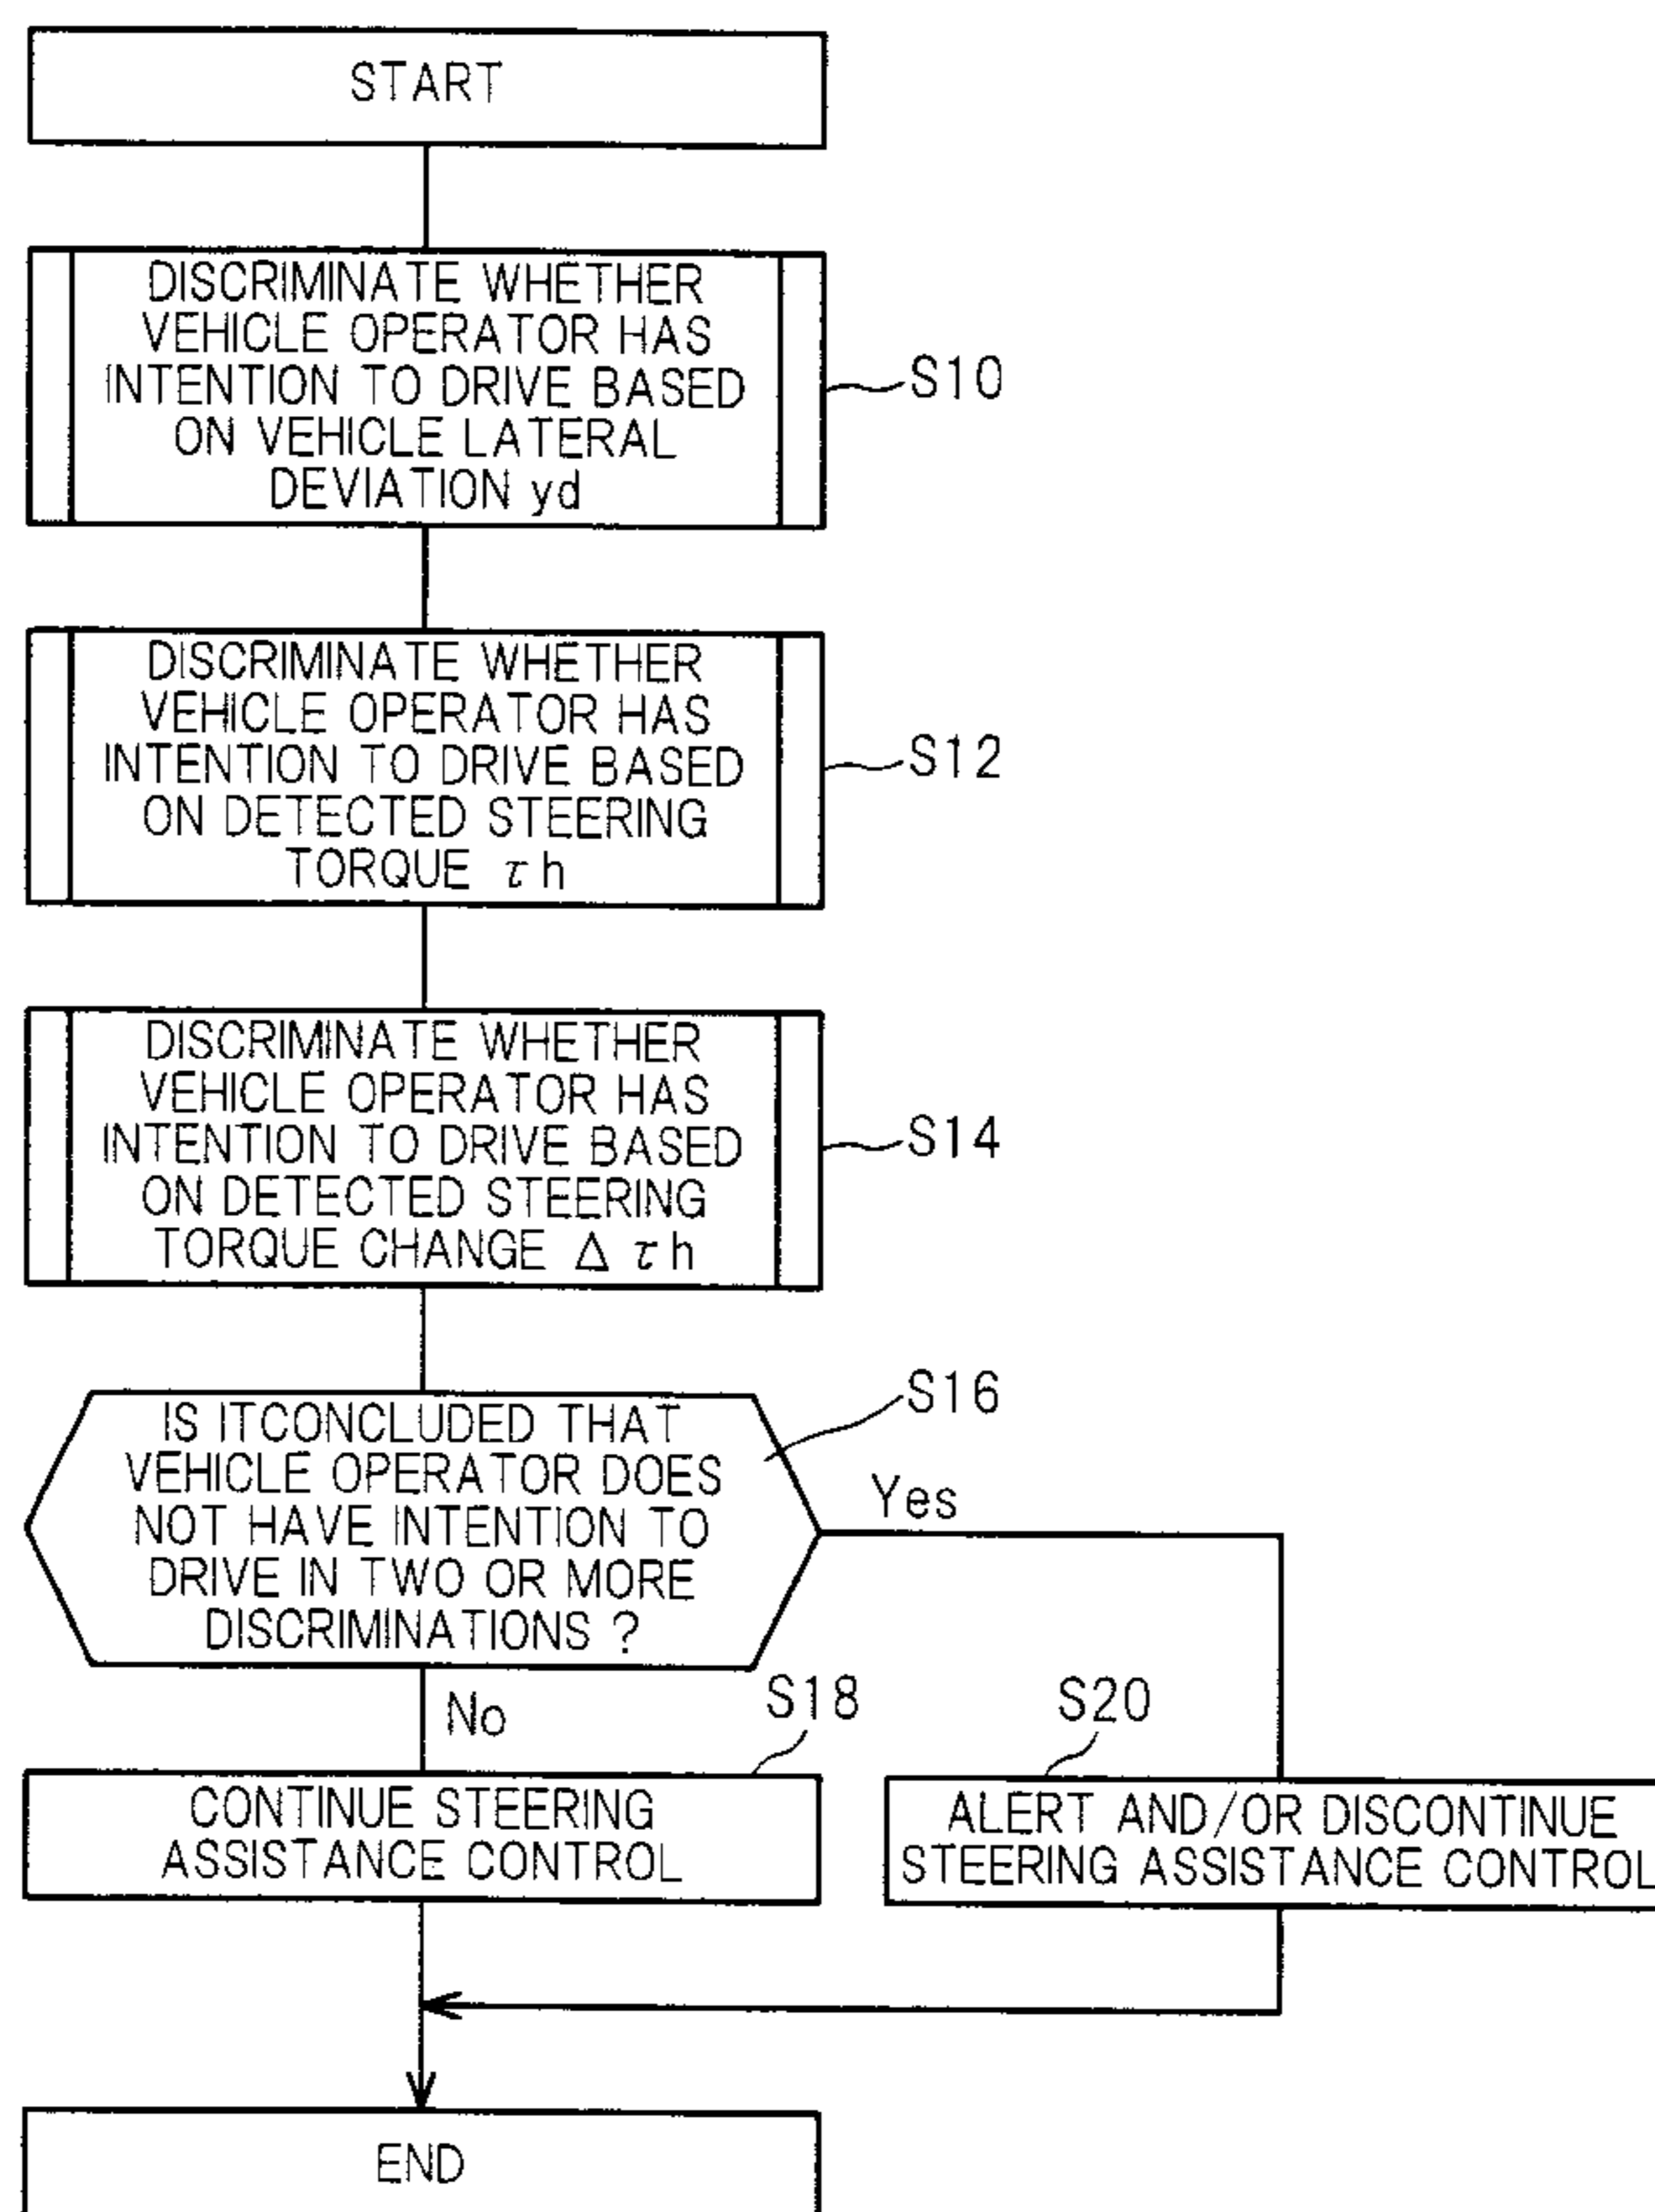 START
DISCRIMINATE WHETHER
VEHICLE OPERATOR HAS
INTENTION TO DRIVE BASED
ON VEHICLE LATERAL
DEVIATION yd
S10
DISCRIMINATE WHETHER
VEHICLE OPERATOR HAS
INTENTION TO DRIVE BASED
ON DETECTED STEERING
TORQUE τh
S12
DISCRIMINATE WHETHER
VEHICLE OPERATOR HAS
INTENTION TO DRIVE BASED
ON DETECTED STEERING
TORQUE CHANGE Δ τh
S14
IS ITCONCLUDED THAT
VEHICLE OPERATOR DOES
NOT HAVE INTENTION TO
DRIVE IN TWO OR MORE
DISCRIMINATIONS ?
S16
Yes
No
S18
CONTINUE STEERING
ASSISTANCE CONTROL
S20
ALERT AND/OR DISCONTINUE
STEERING ASSISTANCE CONTROL
END